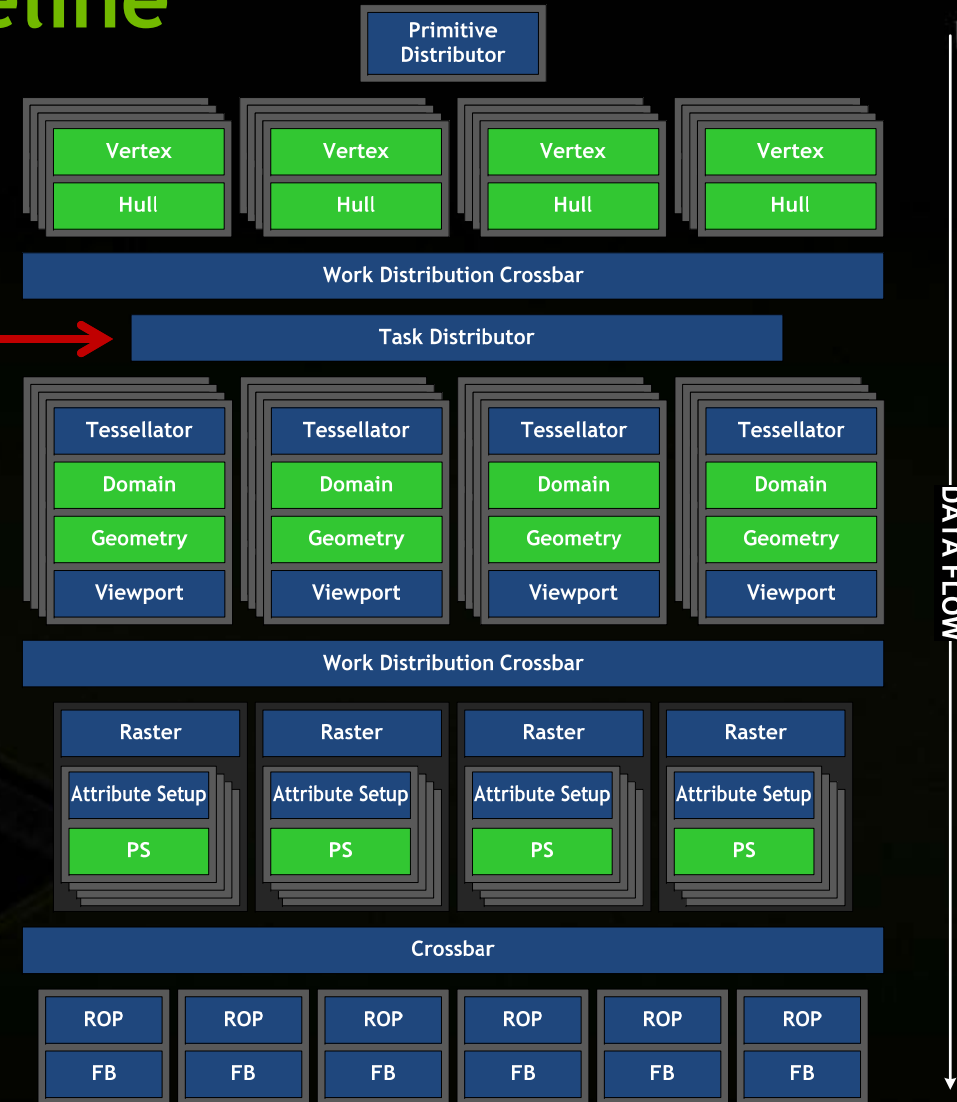 eline
Primitive
Distributor
Vertex Vertex Vertex Vertex
Hull Hull Hull Hull
Work Distribution Crossbar
Task Distributor
Tessellator Tessellator Tessellator Tessellator
Domain Domain Domain Domain
Geometry Geometry Geometry Geometry
Viewport Viewport Viewport Viewport
Work Distribution Crossbar
Raster Raster Raster Raster
Attribute Setup Attribute Setup Attribute Setup Attribute Setup
PS PS PS PS
Crossbar
ROP ROP ROP ROP ROP ROP
FB FB FB FB FB FB
DATA FLOW